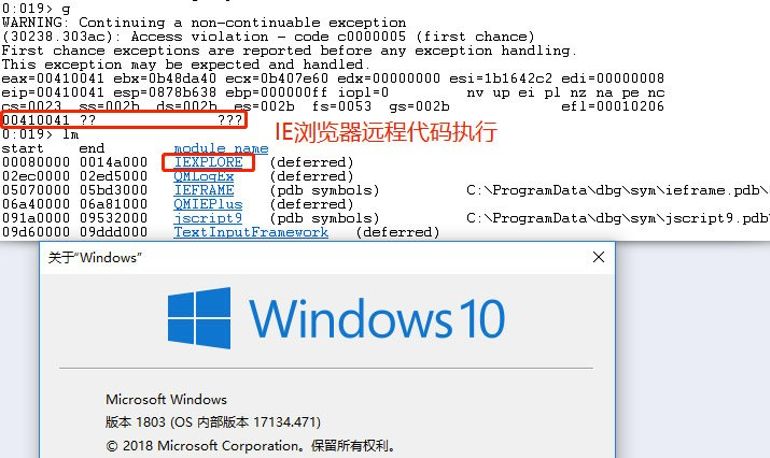 0:019> g
WARNING: Continuing a non-continuable exception
(30238.303ac): Access violation - code c0000005 (first chance)
First chance exceptions are reported before any exception handling.
This exception may be expected and handled.
eax=00410041 ebx=0b48da40 ecx=0b407e60 edx=00000000 esi=1b1642c2 edi=00000008
eip=00410041 esp=0878b638 ebp=000000ff iopl=0 nv up ei pl nz na pe nc
cs=0023 ss=002b ds=002b es=002b fs=0053 gs=002b efl=00010206
00410041 ?? ???
IE浏览器远程代码执行
0:019> lm
start end module name
00080000 0014a000 IEXPLORE (deferred)
02ec0000 02ed5000 QMLogEx (deferred)
05070000 05bd3000 IEFRAME (pdb symbols) C:\ProgramData\dbg\sym\ieframe.pdb\
06a40000 06a81000 QMIEPlus (deferred)
091a0000 09532000 jscript9 (pdb symbols) C:\ProgramData\dbg\sym\jscript9.pdb
09d60000 09ddd000 TextInputFramework (deferred)
关于“Windows”
Windows 10
Microsoft Windows
版本 1803 (OS 内部版本 17134.471)
© 2018 Microsoft Corporation。保留所有权利。